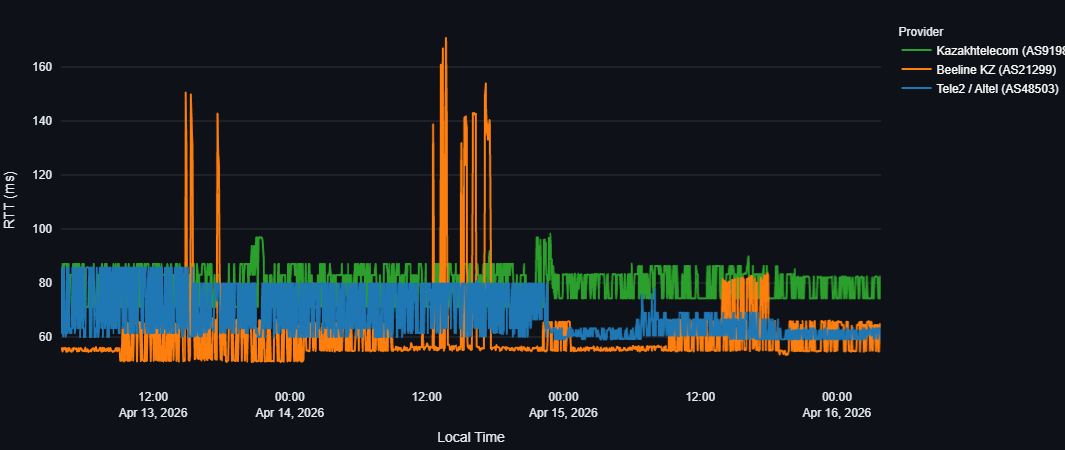 Provider
Kazakhtelecom (AS9198
Beeline KZ (AS21299)
Tele2 / Altel (AS48503)
RTT (ms)
160
140
120
100
80
60
12:00
Apr 13, 2026
00:00
Apr 14, 2026
12:00
00:00
Apr 15, 2026
12:00
00:00
Apr 16, 2026
Local Time